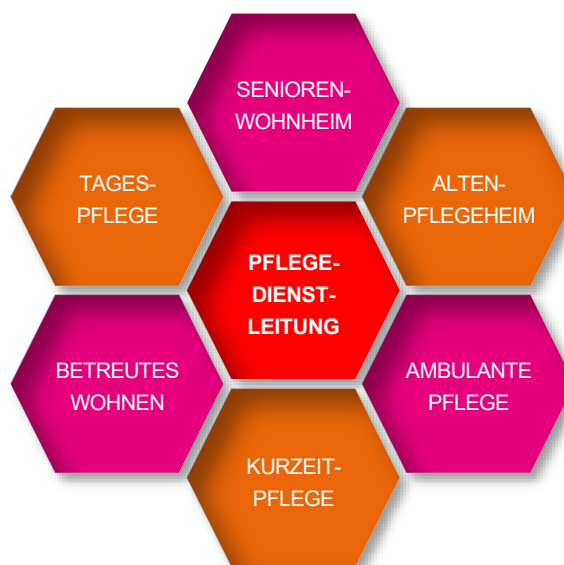 SENIOREN-
WOHNHEIM
TAGES-
PFLEGE
ALTEN-
PFLEGEHEIM
PFLEGE-
DIENST-
LEITUNG
BETREUTES
WOHNEN
AMBULANTE
PFLEGE
KURZEIT-
PFLEGE